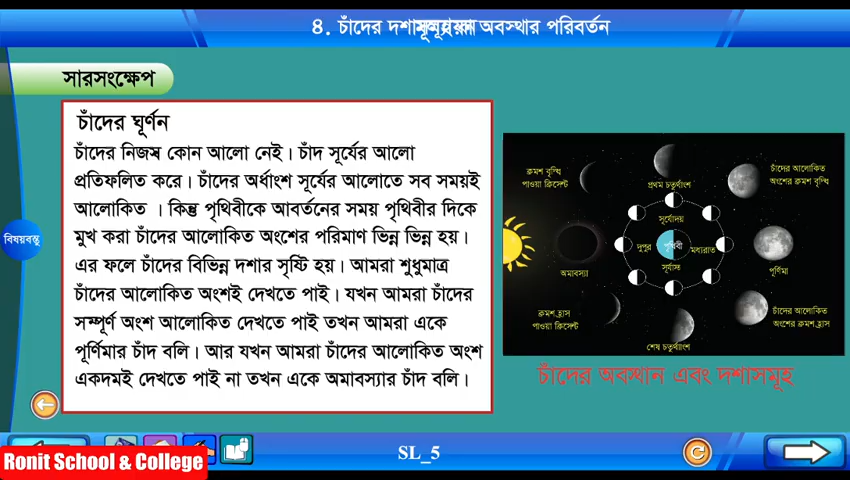 ৪. চাঁদের দশা অবস্থার পরিবর্তন
সারসংক্ষেপ
চাঁদের ঘূর্ণন
চাঁদের নিজস্ব কোন আলো নেই। চাঁদ সূর্যের আলো
প্রতিফলিত করে। চাঁদের অর্ধাংশ সূর্যের আলোতে সব সময়ই
আলোকিত । কিন্তু পৃথিবীকে আবর্তনের সময় পৃথিবীর দিকে
মুখ করা চাঁদের আলোকিত অংশের পরিমাণ ভিন্ন ভিন্ন হয়।
এর ফলে চাঁদের বিভিন্ন দশার সৃষ্টি হয়। আমরা শুধুমাত্র
চাঁদের আলোকিত অংশই দেখতে পাই। যখন আমরা চাঁদের
সম্পূর্ণ অংশ আলোকিত দেখতে পাই তখন আমরা একে
পূর্ণিমার চাঁদ বলি। আর যখন আমরা চাঁদের আলোকিত অংশ
একদমই দেখতে পাই না তখন একে অমাবস্যার চাঁদ বলি।
বিষয়বস্তু
ক্রমশ বৃদ্ধি
পাওয়া ক্রিসেন্ট
প্রথম চতুর্থাংশ
চাঁদের আলোকিত
অংশের ক্রমশ বৃদ্ধি
সূর্যোদয়
দুপুর
পৃথিবী
মধ্যরাত
সূর্যাস্ত
অমাবস্যা
পূর্ণিমা
ক্রমশ হ্রাস
পাওয়া ক্রিসেন্ট
শেষ চতুর্থাংশ
চাঁদের আলোকিত
অংশের ক্রমশ হ্রাস
চাঁদের অবস্থান এবং দশাসমূহ
SL_5
Ronit School & College